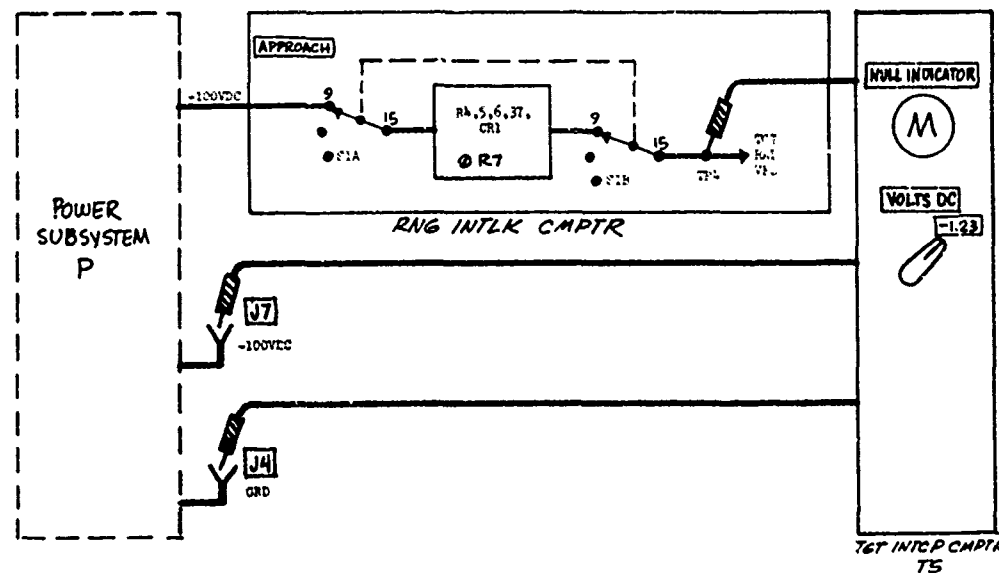 APPROACH
-100VDC
9
15
S1A
R4,5,6,37,
CR1
R7
9
15
S1B
TP4
RNG INTLK CMPTR
NULL INDICATOR
M
VOLTS DC
-1.23
POWER
SUBSYSTEM
P
J7
-100VDC
J4
GRD
TGT INTCP CMPTR
TS